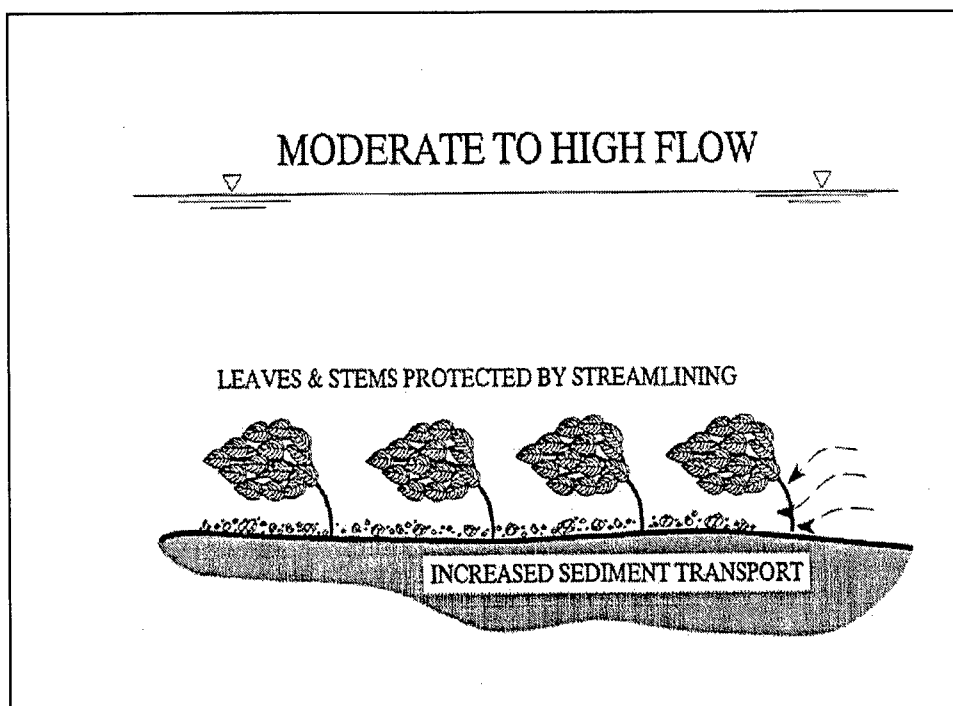 MODERATE TO HIGH FLOW
LEAVES & STEMS PROTECTED BY STREAMLINING
INCREASED SEDIMENT TRANSPORT